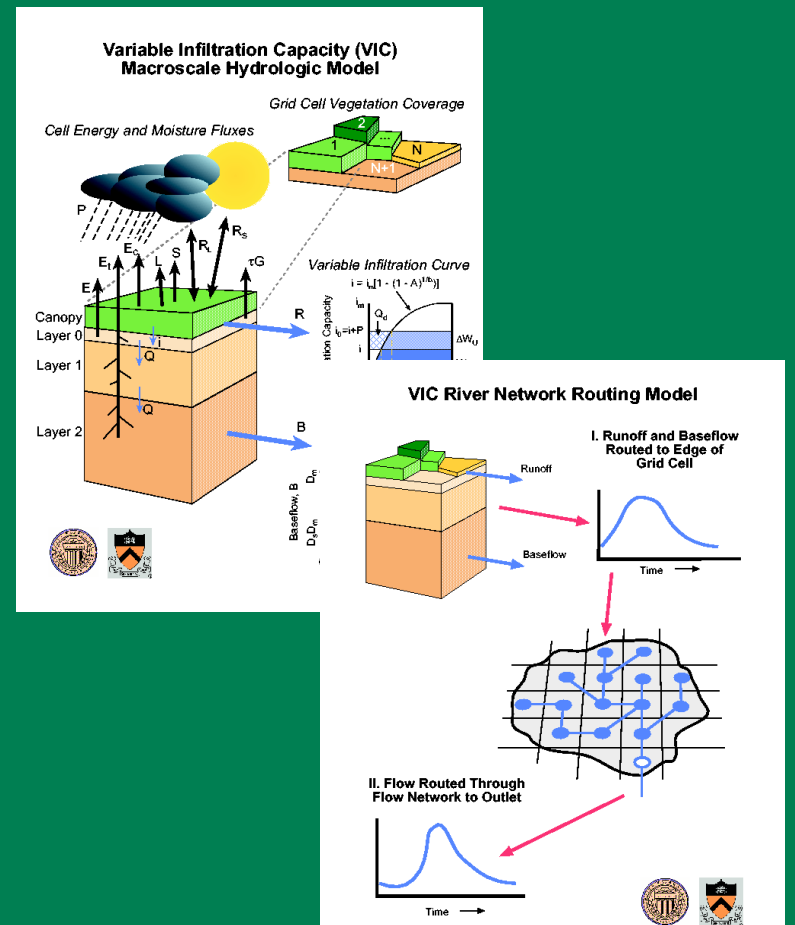 Variable Infiltration Capacity (VIC)
Macroscale Hydrologic Model
Grid Cell Vegetation Coverage
Cell Energy and Moisture Fluxes
2
1
...
N
N+1
P
E
Et
Ec
L
S
RL
RS
τG
Canopy
Layer 0
Layer 1
Layer 2
i
Q
Q
R
B
Variable Infiltration Curve
i = im[1 - (1 - A)1/bi]
im
Qd
i0=i+P
i
ΔW
Capacity
Baseflow, B
Dm
DsDm
VIC River Network Routing Model
I. Runoff and Baseflow
Routed to Edge of
Grid Cell
Runoff
Baseflow
Time
II. Flow Routed Through
Flow Network to Outlet
Time